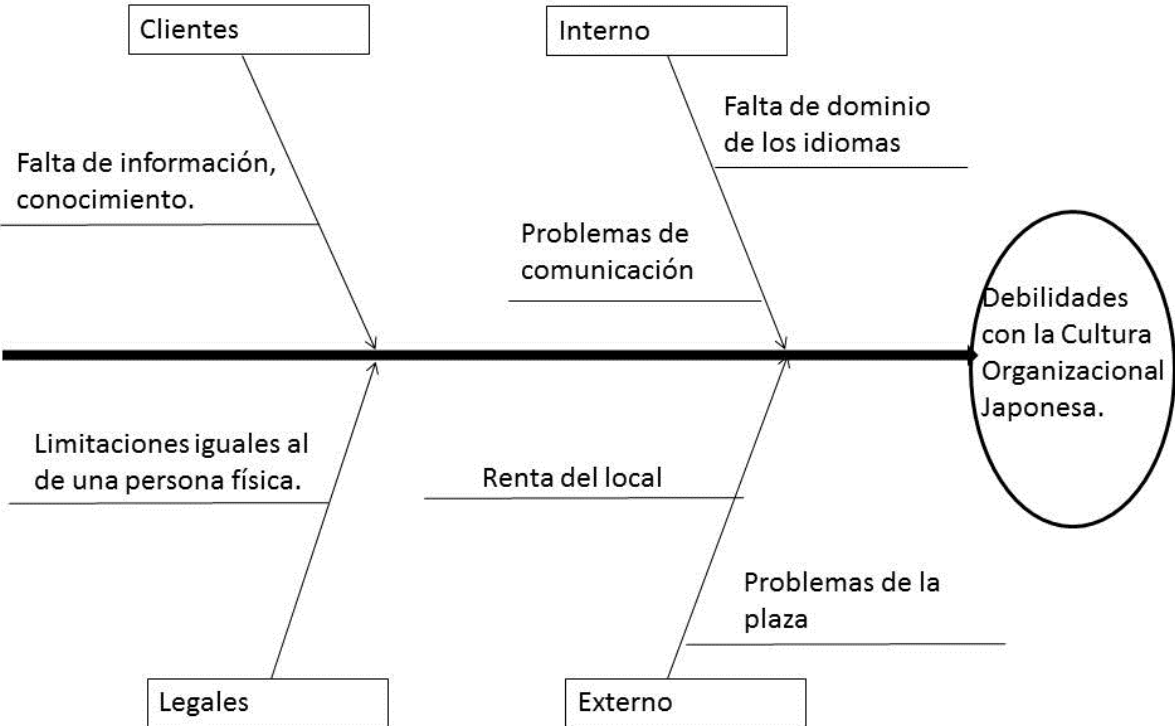 Clientes
Interno
Falta de dominio
de los idiomas
Falta de información,
conocimiento.
Problemas de
comunicación
Debilidades
con la Cultura
Organizacional
Japonesa.
Limitaciones iguales al
de una persona física.
Renta del local
Problemas de la
plaza
Legales
Externo